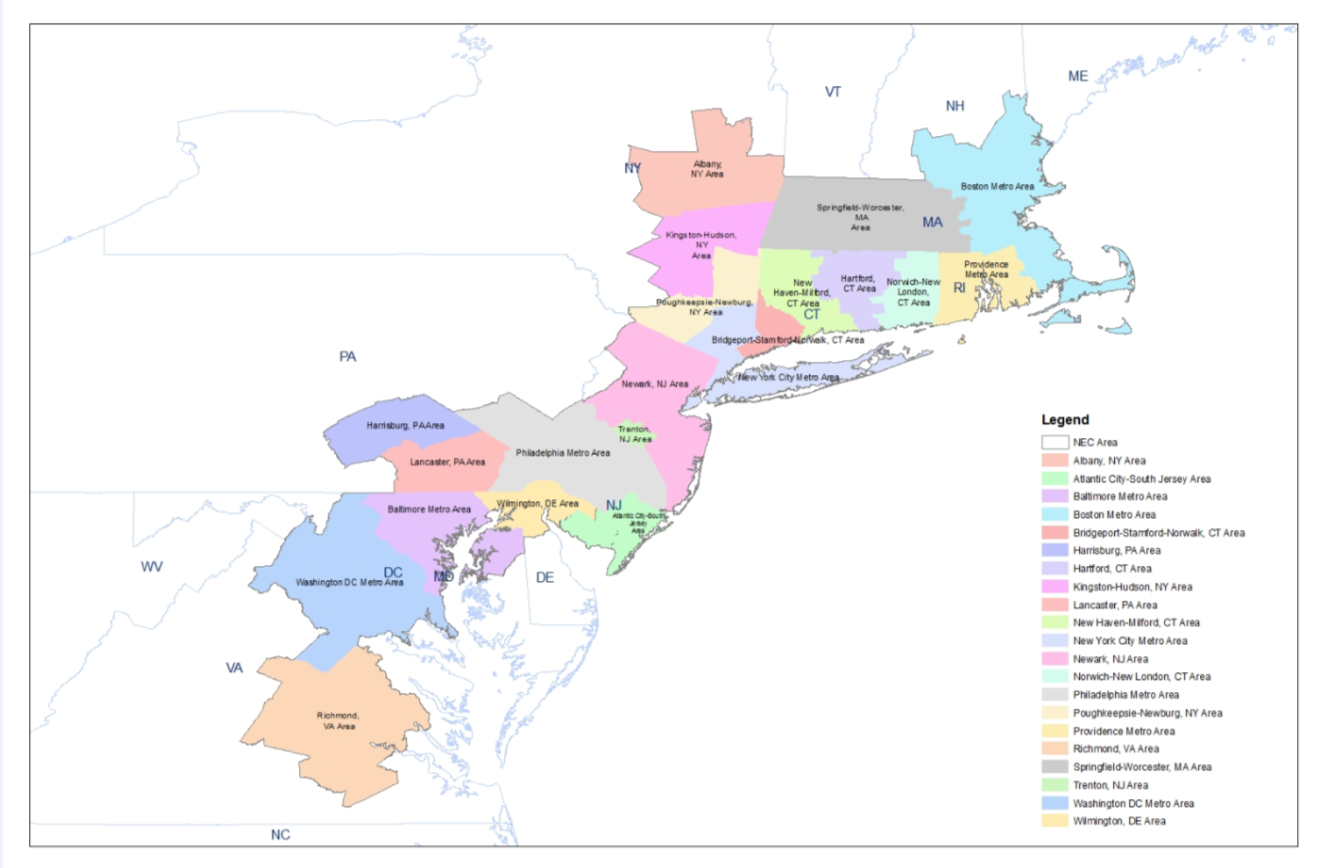 ME
VT
NH
NY
Albany,
NY Area
Boston Metro Area
Springfield-Worcester,
MA
Area
MA
Kingston-Hudson,
NY
Area
Providence
Metro Area
RI
New
Haven-Milford,
CT Area
Hartford,
CT Area
Norwich-New
London,
CT Area
CT
Poughkeepsie-Newburg,
NY Area
Bridgeport-Stamford-Norwalk, CT Area
PA
New York City Metro Area
Newark, NJ Area
Harrisburg, PA Area
Trenton,
NJ Area
Philadelphia Metro Area
Lancaster, PA Area
Baltimore Metro Area
Wilmington, DE Area
NJ
Atlantic City-South
Jersey
Area
WV
DC
MD
DE
Washington DC Metro Area
VA
Richmond,
VA Area
NC
Legend
NEC Area
Albany, NY Area
Atlantic City-South Jersey Area
Baltimore Metro Area
Boston Metro Area
Bridgeport-Stamford-Norwalk, CT Area
Harrisburg, PA Area
Hartford, CT Area
Kingston-Hudson, NY Area
Lancaster, PA Area
New Haven-Milford, CT Area
New York City Metro Area
Newark, NJ Area
Norwich-New London, CT Area
Philadelphia Metro Area
Poughkeepsie-Newburg, NY Area
Providence Metro Area
Richmond, VA Area
Springfield-Worcester, MA Area
Trenton, NJ Area
Washington DC Metro Area
Wilmington, DE Area